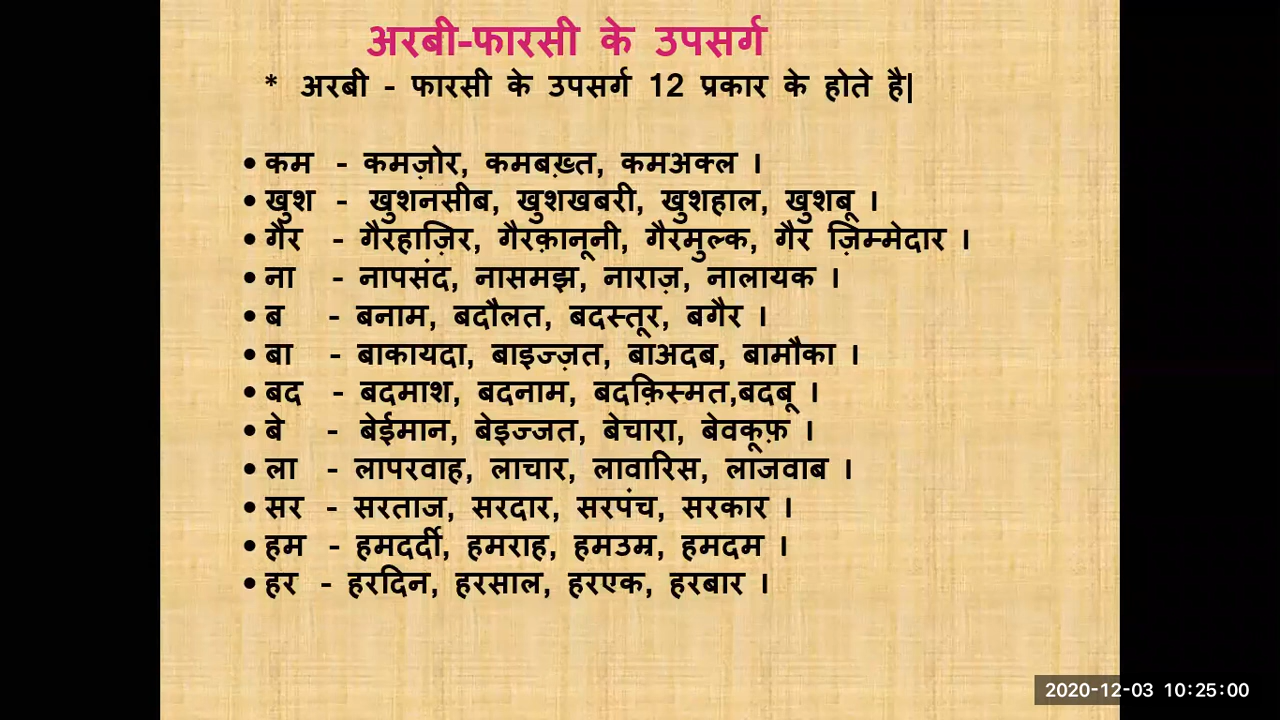 अरबी-फारसी के उपसर्ग
* अरबी - फारसी के उपसर्ग 12 प्रकार के होते है|
• कम - कमज़ोर, कमबख़्त, कमअक्ल ।
• खुश - खुशनसीब, खुशखबरी, खुशहाल, खुशबू ।
• गैर - गैरहाज़िर, गैरक़ानूनी, गैरमुल्क, गैर ज़िम्मेदार ।
• ना - नापसंद, नासमझ, नाराज़, नालायक ।
• ब - बनाम, बदौलत, बदस्तूर, बगैर ।
• बा - बाकायदा, बाइज्ज़त, बाअदब, बामौका ।
• बद - बदमाश, बदनाम, बदक़िस्मत,बदबू ।
• बे - बेईमान, बेइज्जत, बेचारा, बेवकूफ़ ।
• ला - लापरवाह, लाचार, लावारिस, लाजवाब ।
• सर - सरताज, सरदार, सरपंच, सरकार ।
• हम - हमदर्दी, हमराह, हमउम्र, हमदम ।
• हर - हरदिन, हरसाल, हरएक, हरबार ।
2020-12-03 10:25:00